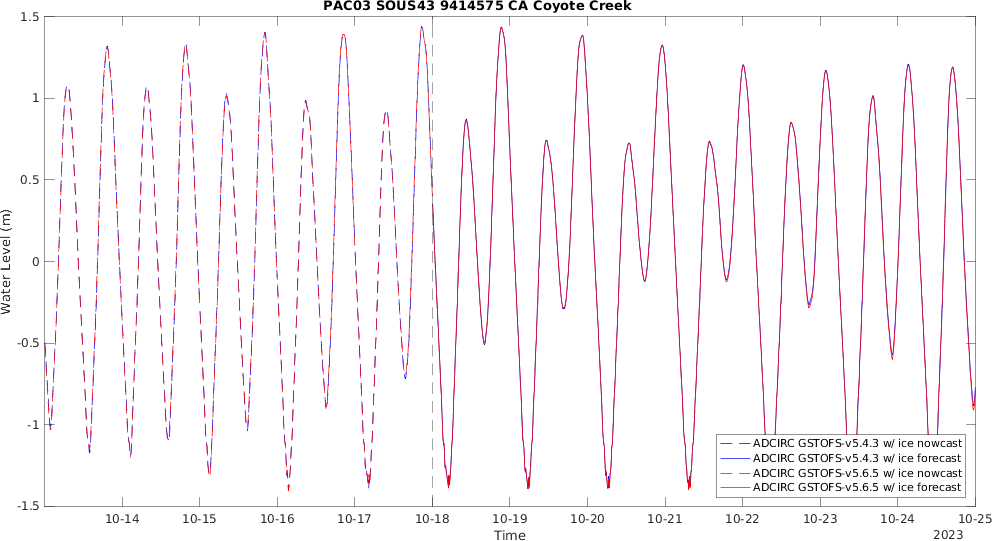 PAC03 SOUS43 9414575 CA Coyote Creek
1.5
1
0.5
0
-0.5
-1
-1.5
Water Level (m)
10-14 10-15 10-16 10-17 10-18 10-19 10-20 10-21 10-22 10-23 10-24 10-25
Time
2023
ADCIRC GSTOFS-v5.4.3 w/ ice nowcast
ADCIRC GSTOFS-v5.4.3 w/ ice forecast
ADCIRC GSTOFS-v5.6.5 w/ ice nowcast
ADCIRC GSTOFS-v5.6.5 w/ ice forecast